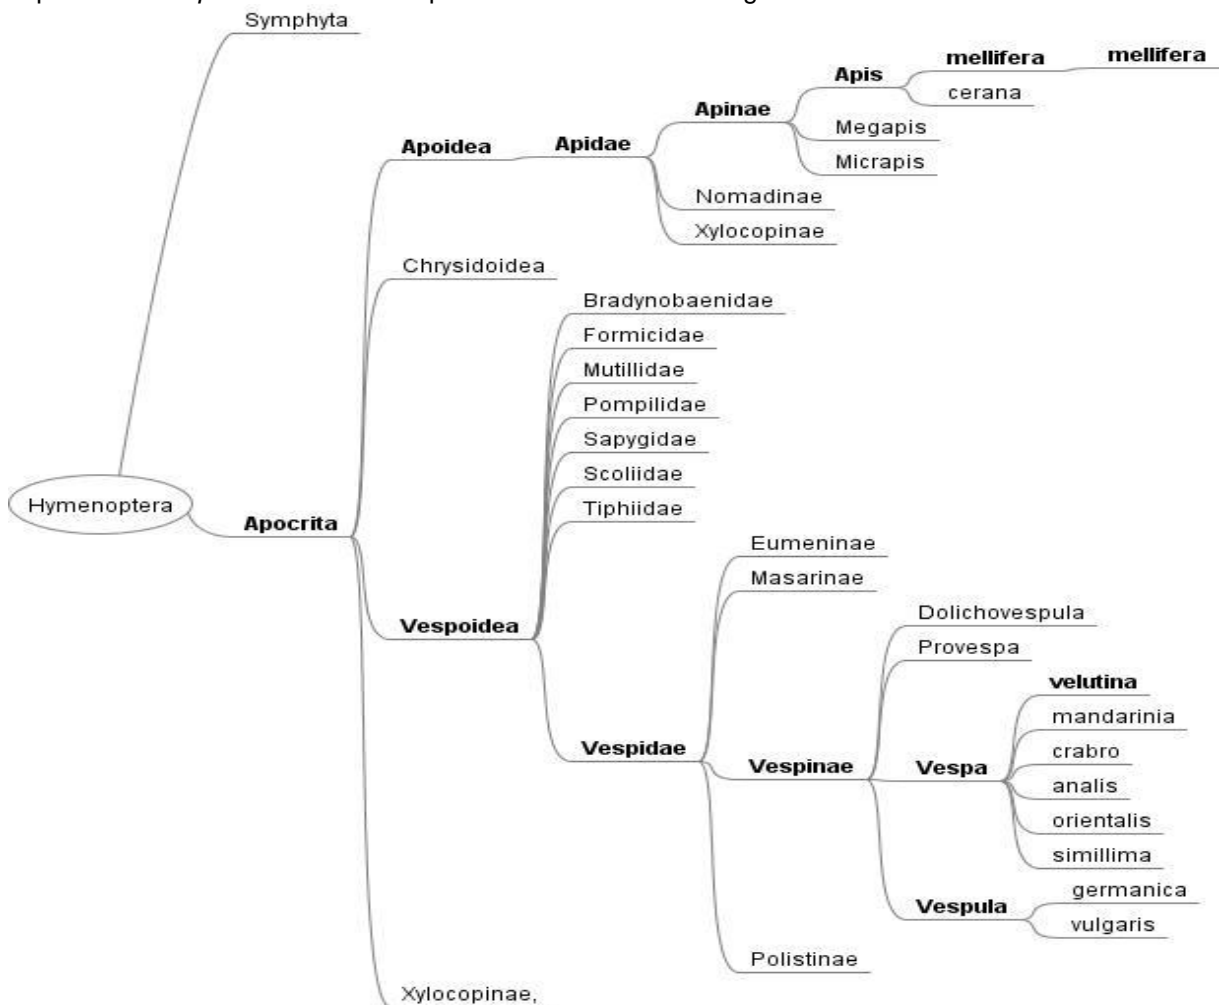 Symphyta
mellifera
mellifera
Apis
cerana
Apinae
Megapis
Apoidea
Apidae
Micrapis
Nomadinae
Xylocopinae
Chrysidoidea
Bradynobaenidae
Formicidae
Mutillidae
Pompilidae
Sapygidae
Scoliidae
Hymenoptera
Tiphiidae
Apocrita
Eumeninae
Masarinae
Dolichovespula
Vespoidea
Provespa
velutina
mandarinia
Vespidae
Vespinae
Vespa
crabro
analis
orientalis
simillima
germanica
Vespula
vulgaris
Polistinae
Xylocopinae,